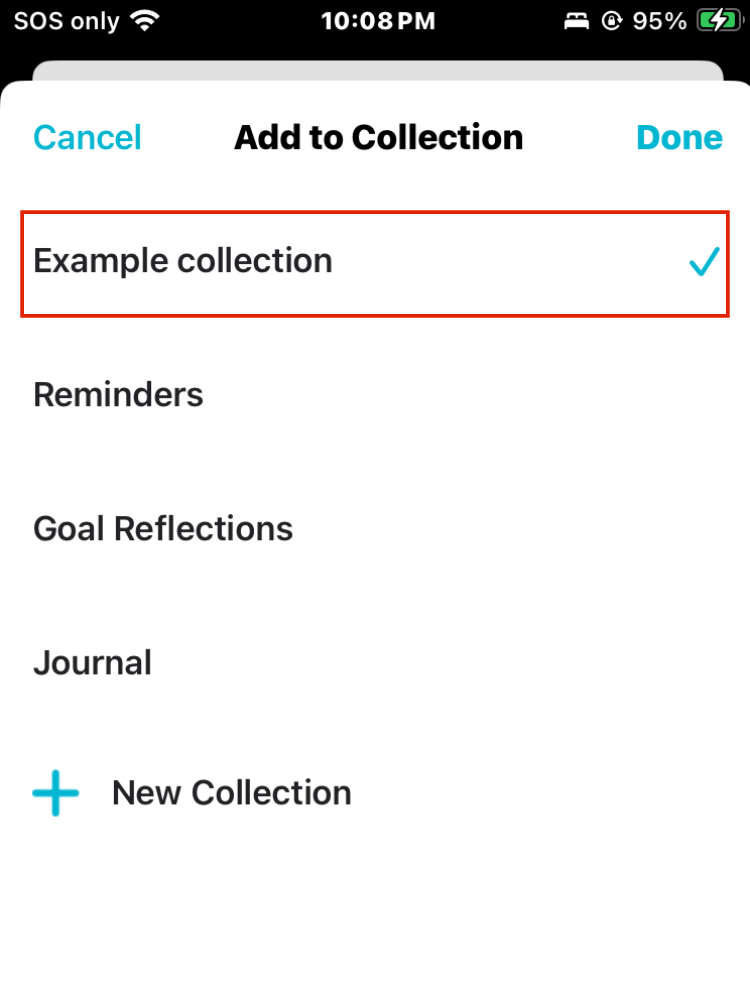 SOS only 10:08 PM 95%
Cancel Add to Collection Done
Example collection
Reminders
Goal Reflections
Journal
New Collection